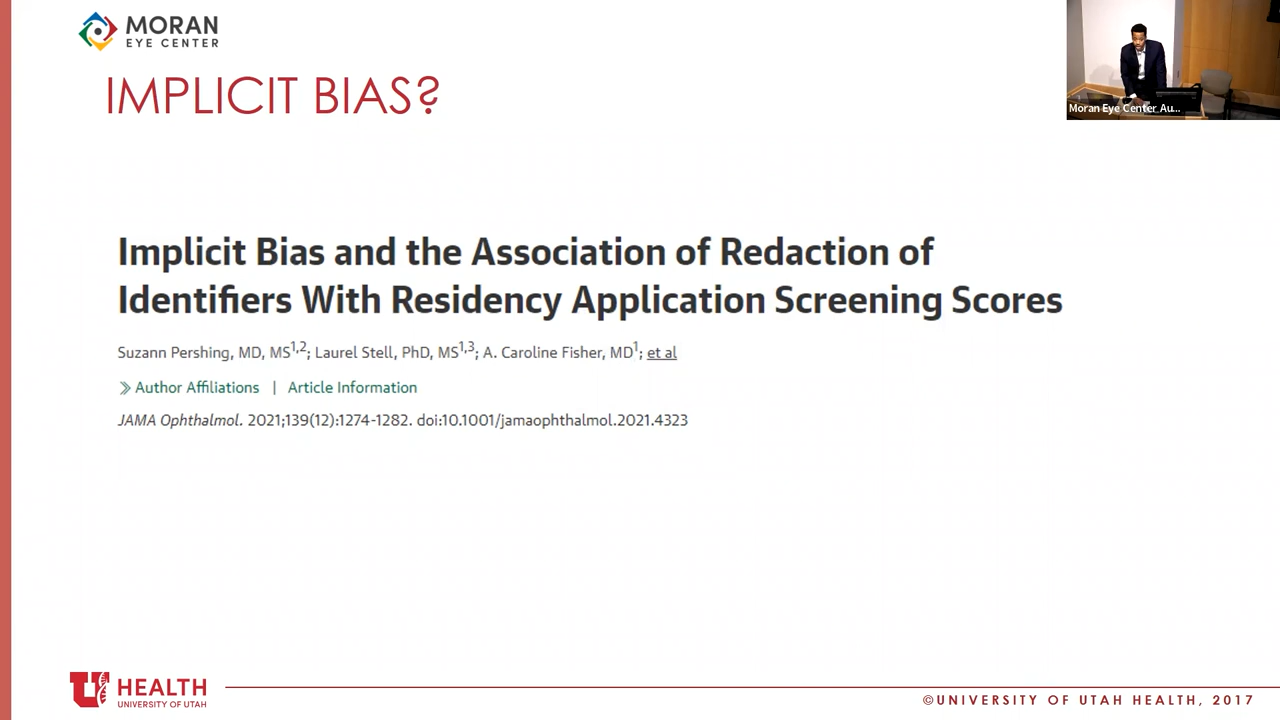 MORAN
EYE CENTER
IMPLICIT BIAS?
Moran Eye Center Au...
Implicit Bias and the Association of Redaction of
Identifiers With Residency Application Screening Scores
Suzann Pershing, MD, MS1,2; Laurel Stell, PhD, MS1,3; A. Caroline Fisher, MD1; et al
Author Affiliations | Article Information
JAMA Ophthalmol. 2021;139(12):1274-1282. doi:10.1001/jamaophthalmol.2021.4323
U HEALTH
UNIVERSITY OF UTAH
©UNIVERSITY OF UTAH HEALTH, 2017